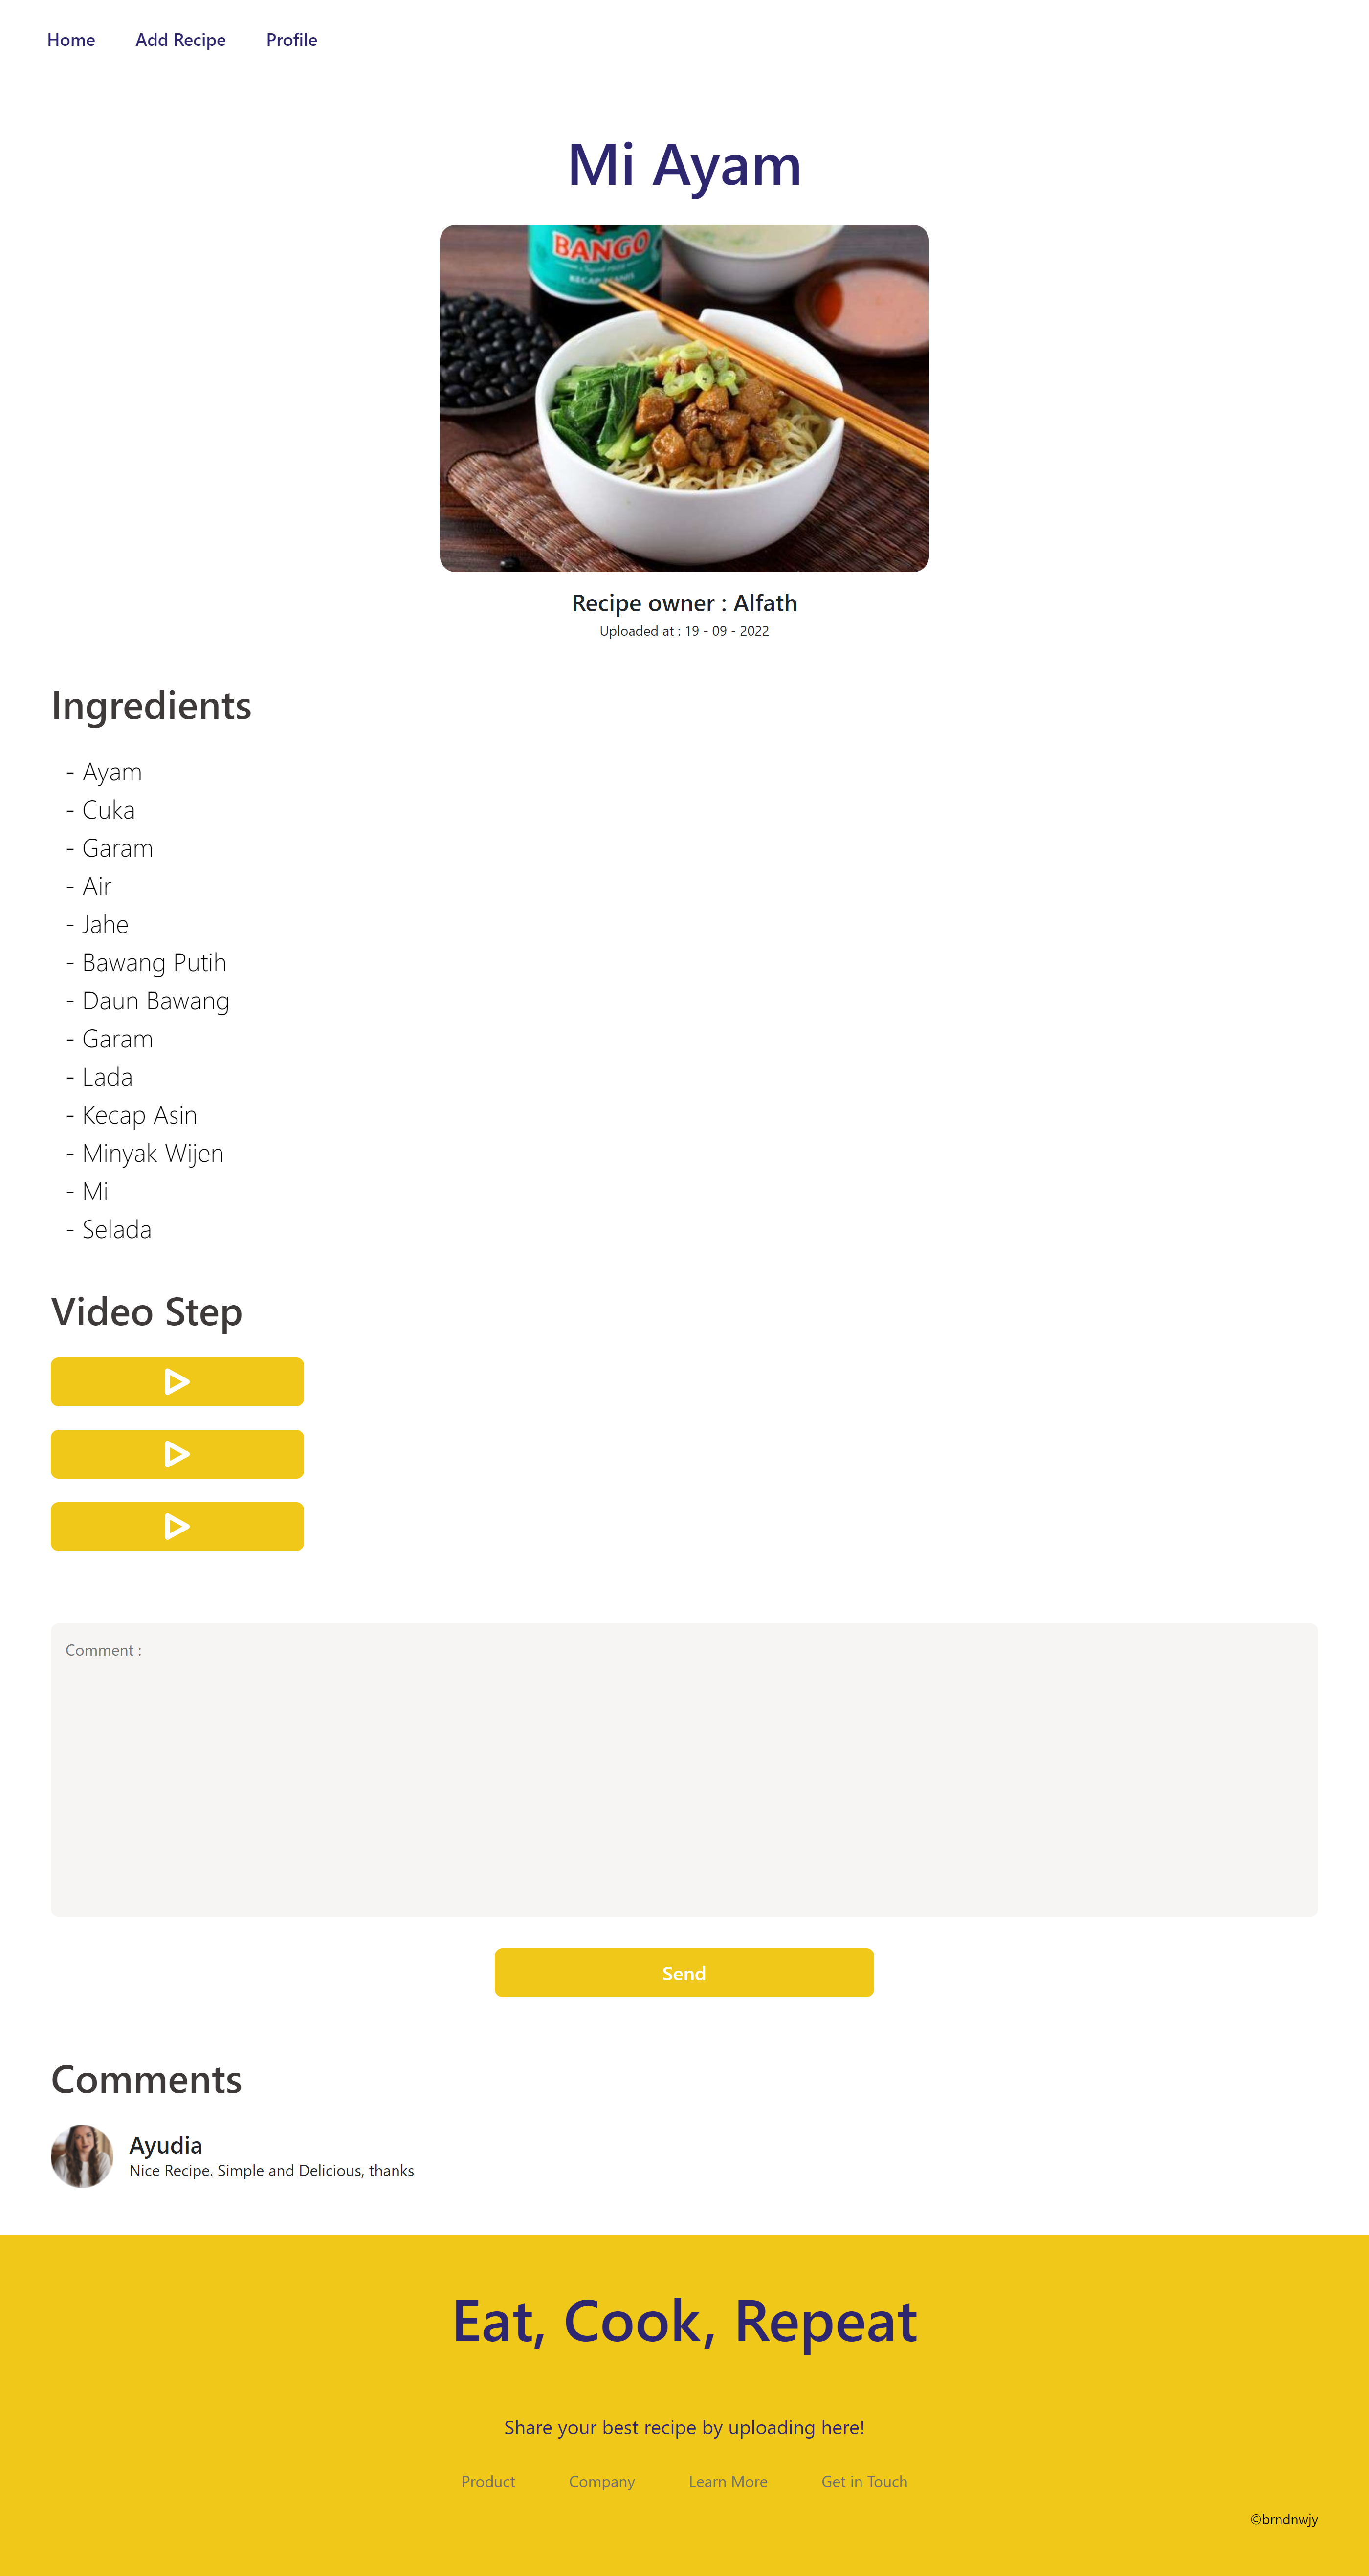 Home Add Recipe Profile
Mi Ayam
BANGO
KECAP MANIS
Recipe owner : Alfath
Uploaded at : 19 - 09 - 2022
Ingredients
- Ayam
- Cuka
- Garam
- Air
- Jahe
- Bawang Putih
- Daun Bawang
- Garam
- Lada
- Kecap Asin
- Minyak Wijen
- Mi
- Selada
Video Step
Comment :
Send
Comments
Ayudia
Nice Recipe. Simple and Delicious, thanks
Eat, Cook, Repeat
Share your best recipe by uploading here!
Product Company Learn More Get in Touch
©brndnwjy